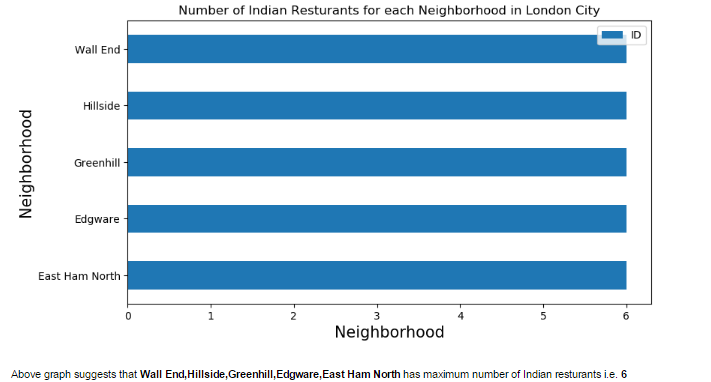 Number of Indian Resturants for each Neighborhood in London City
ID
Wall End
Hillside
Greenhill
Edgware
East Ham North
Neighborhood
0 1 2 3 4 5 6
Neighborhood
Above graph suggests that Wall End,Hillside,Greenhill,Edgware,East Ham North has maximum number of Indian resturants i.e. 6